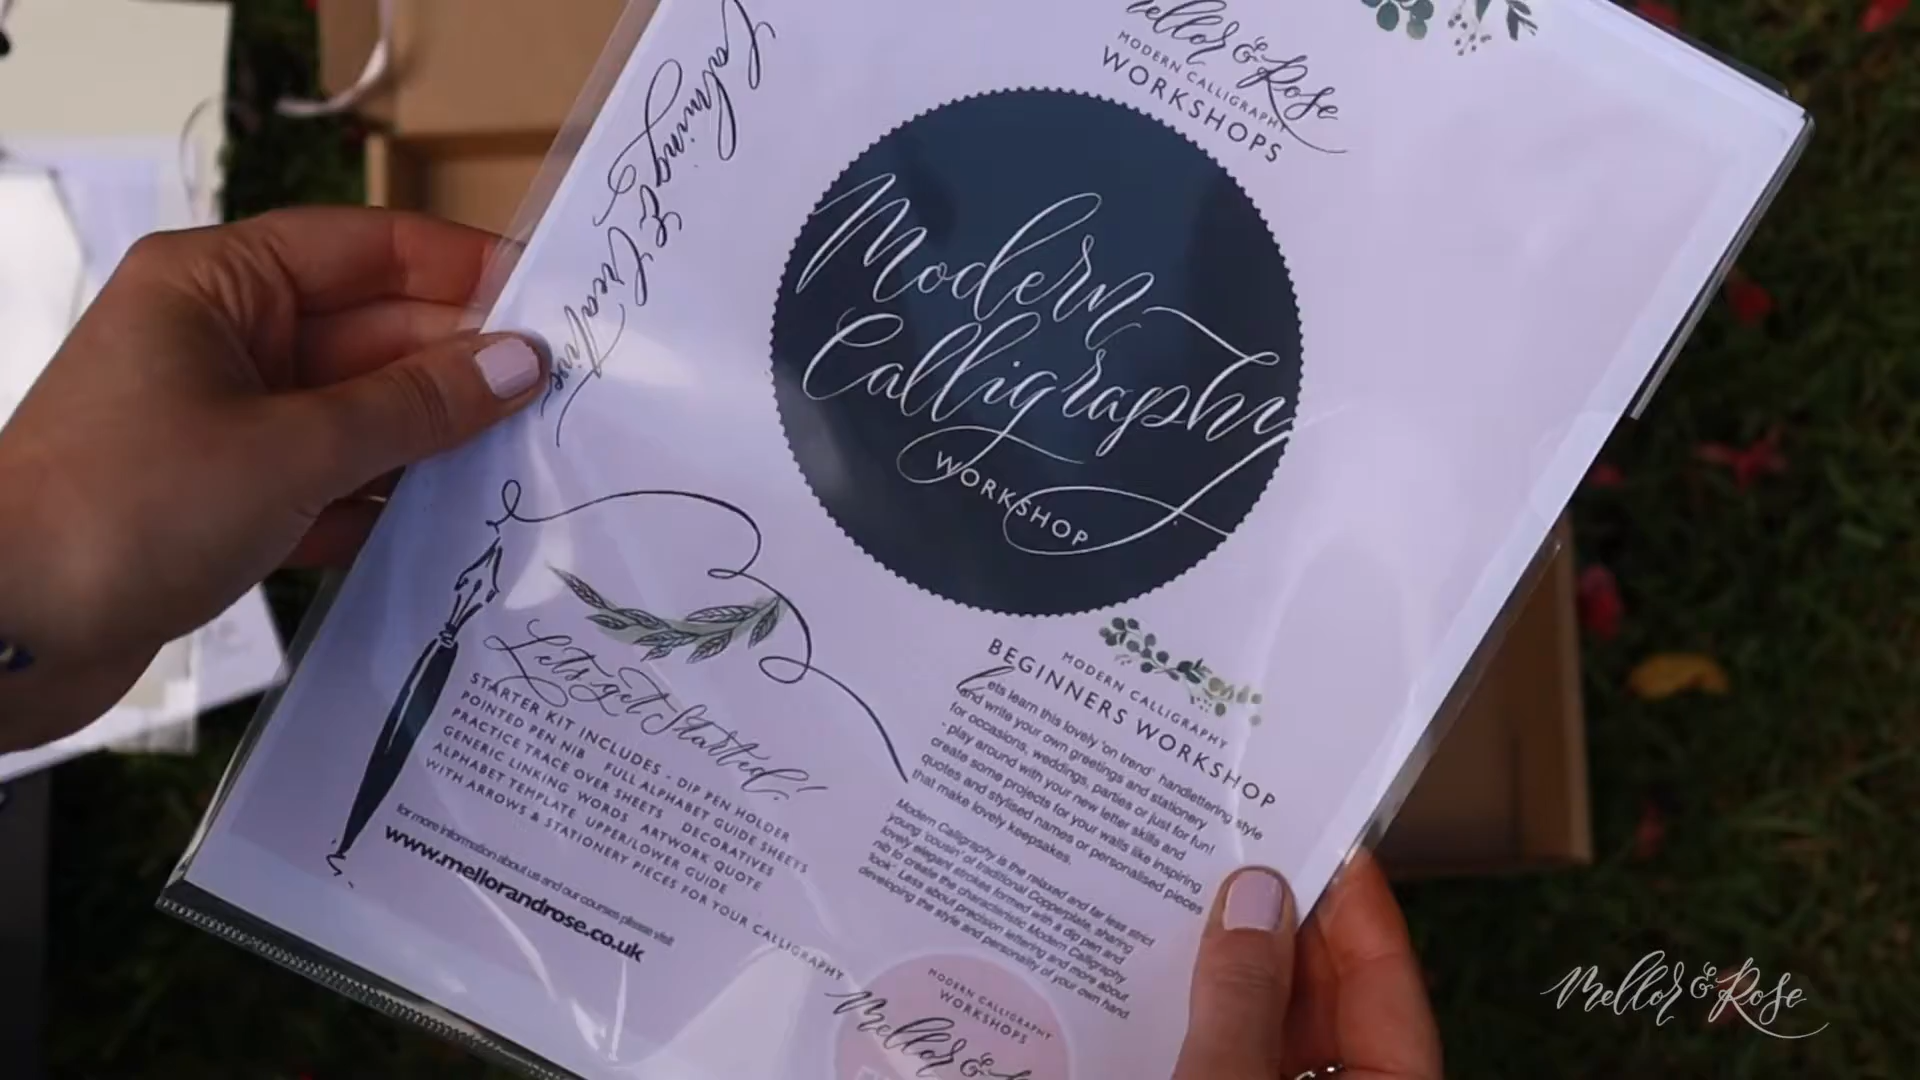 Mellor & Rose
MODERN CALLIGRAPHY
WORKSHOPS
Calming & Creative
Modern
Calligraphy
WORKSHOP
Lets get Started!
STARTER KIT INCLUDES - DIP PEN HOLDER
POINTED PEN NIB FULL ALPHABET GUIDE SHEETS
PRACTICE TRACE OVER SHEETS DECORATIVES
GENERIC LINKING WORDS ARTWORK QUOTE
ALPHABET TEMPLATE UPPER/LOWER GUIDE
WITH ARROWS & STATIONERY PIECES FOR YOUR CALLIGRAPHY
for more information about us and our courses please visit
www.mellorandrose.co.uk
MODERN CALLIGRAPHY
BEGINNERS WORKSHOP
Lets learn this lovely 'on trend' handlettering style
and write your own greetings and stationery
for occasions, weddings, parties or just for fun!
- play around with your new letter skills and
create some projects for your walls like inspiring
quotes and stylised names or personalised pieces
that make lovely keepsakes.
Modern Calligraphy is the relaxed and far less strict
young 'cousin' of traditional Copperplate, sharing
lovely elegant strokes formed with a dip pen and
nib to create the characteristic Modern Calligraphy
'look'. Less about precision lettering and more about
developing the style and personality of your own hand.
MODERN CALLIGRAPHY
WORKSHOPS
Mellor &
Mellor & Rose